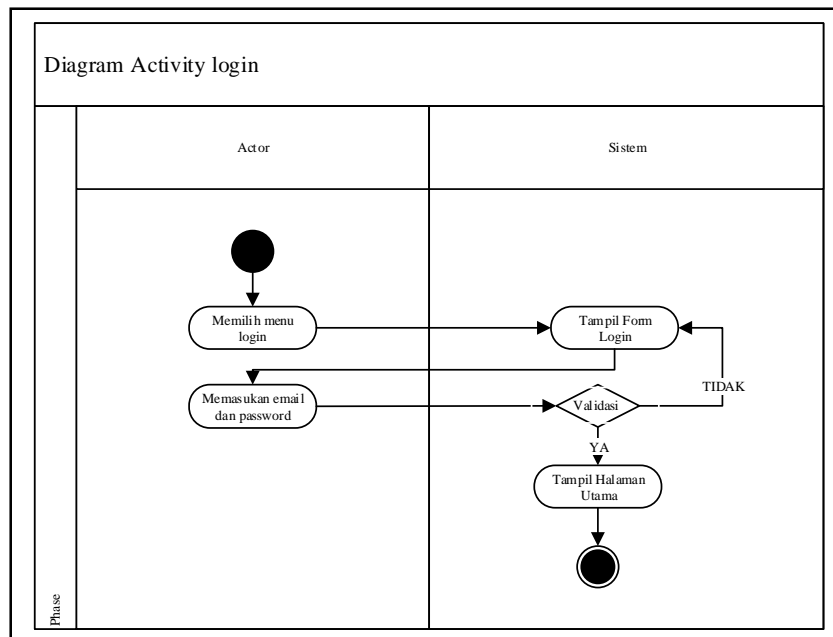 Diagram Activity login
Actor
Sistem
Memilih menu
login
Tampil Form
Login
Memasukan email
dan password
Validasi
TIDAK
YA
Tampil Halaman
Utama
Phase